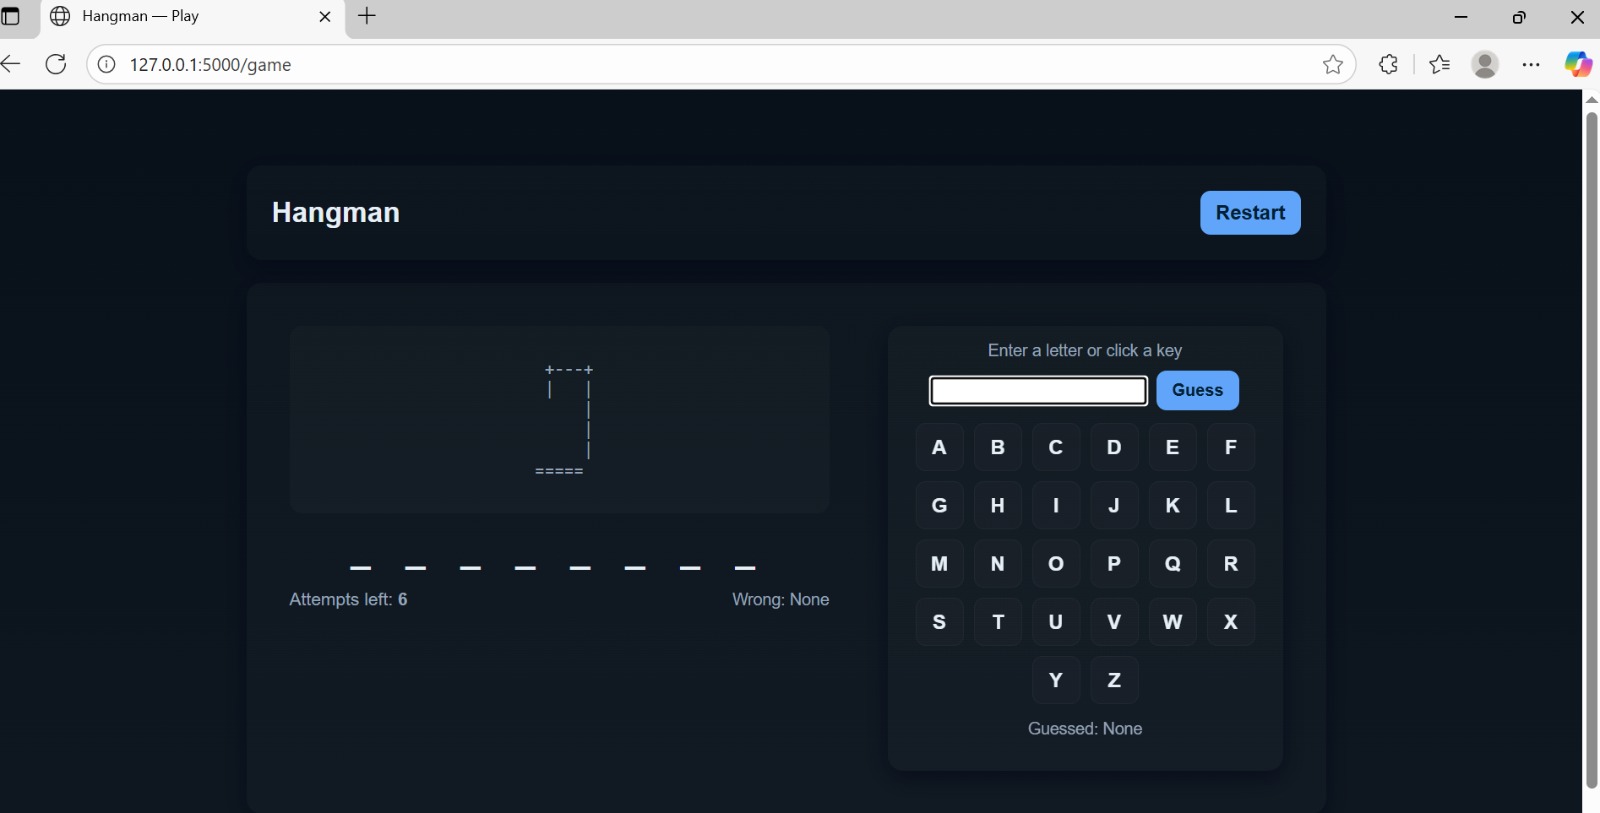 Hangman — Play
127.0.0.1:5000/game
Hangman
Restart
+---+
|   |
    |
    |
    |
=====
_ _ _ _ _ _ _ _
Attempts left: 6
Wrong: None
Enter a letter or click a key
Guess
A B C D E F
G H I J K L
M N O P Q R
S T U V W X
Y Z
Guessed: None